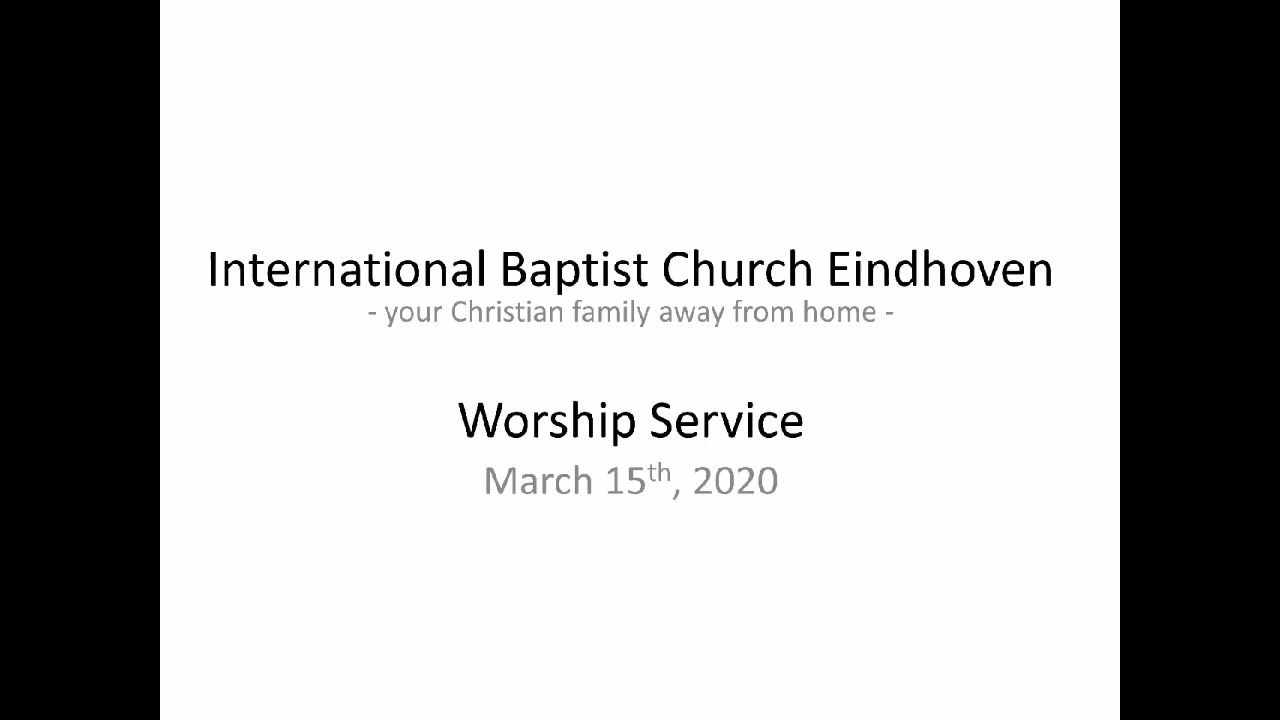 International Baptist Church Eindhoven
- your Christian family away from home -
Worship Service
March 15th, 2020